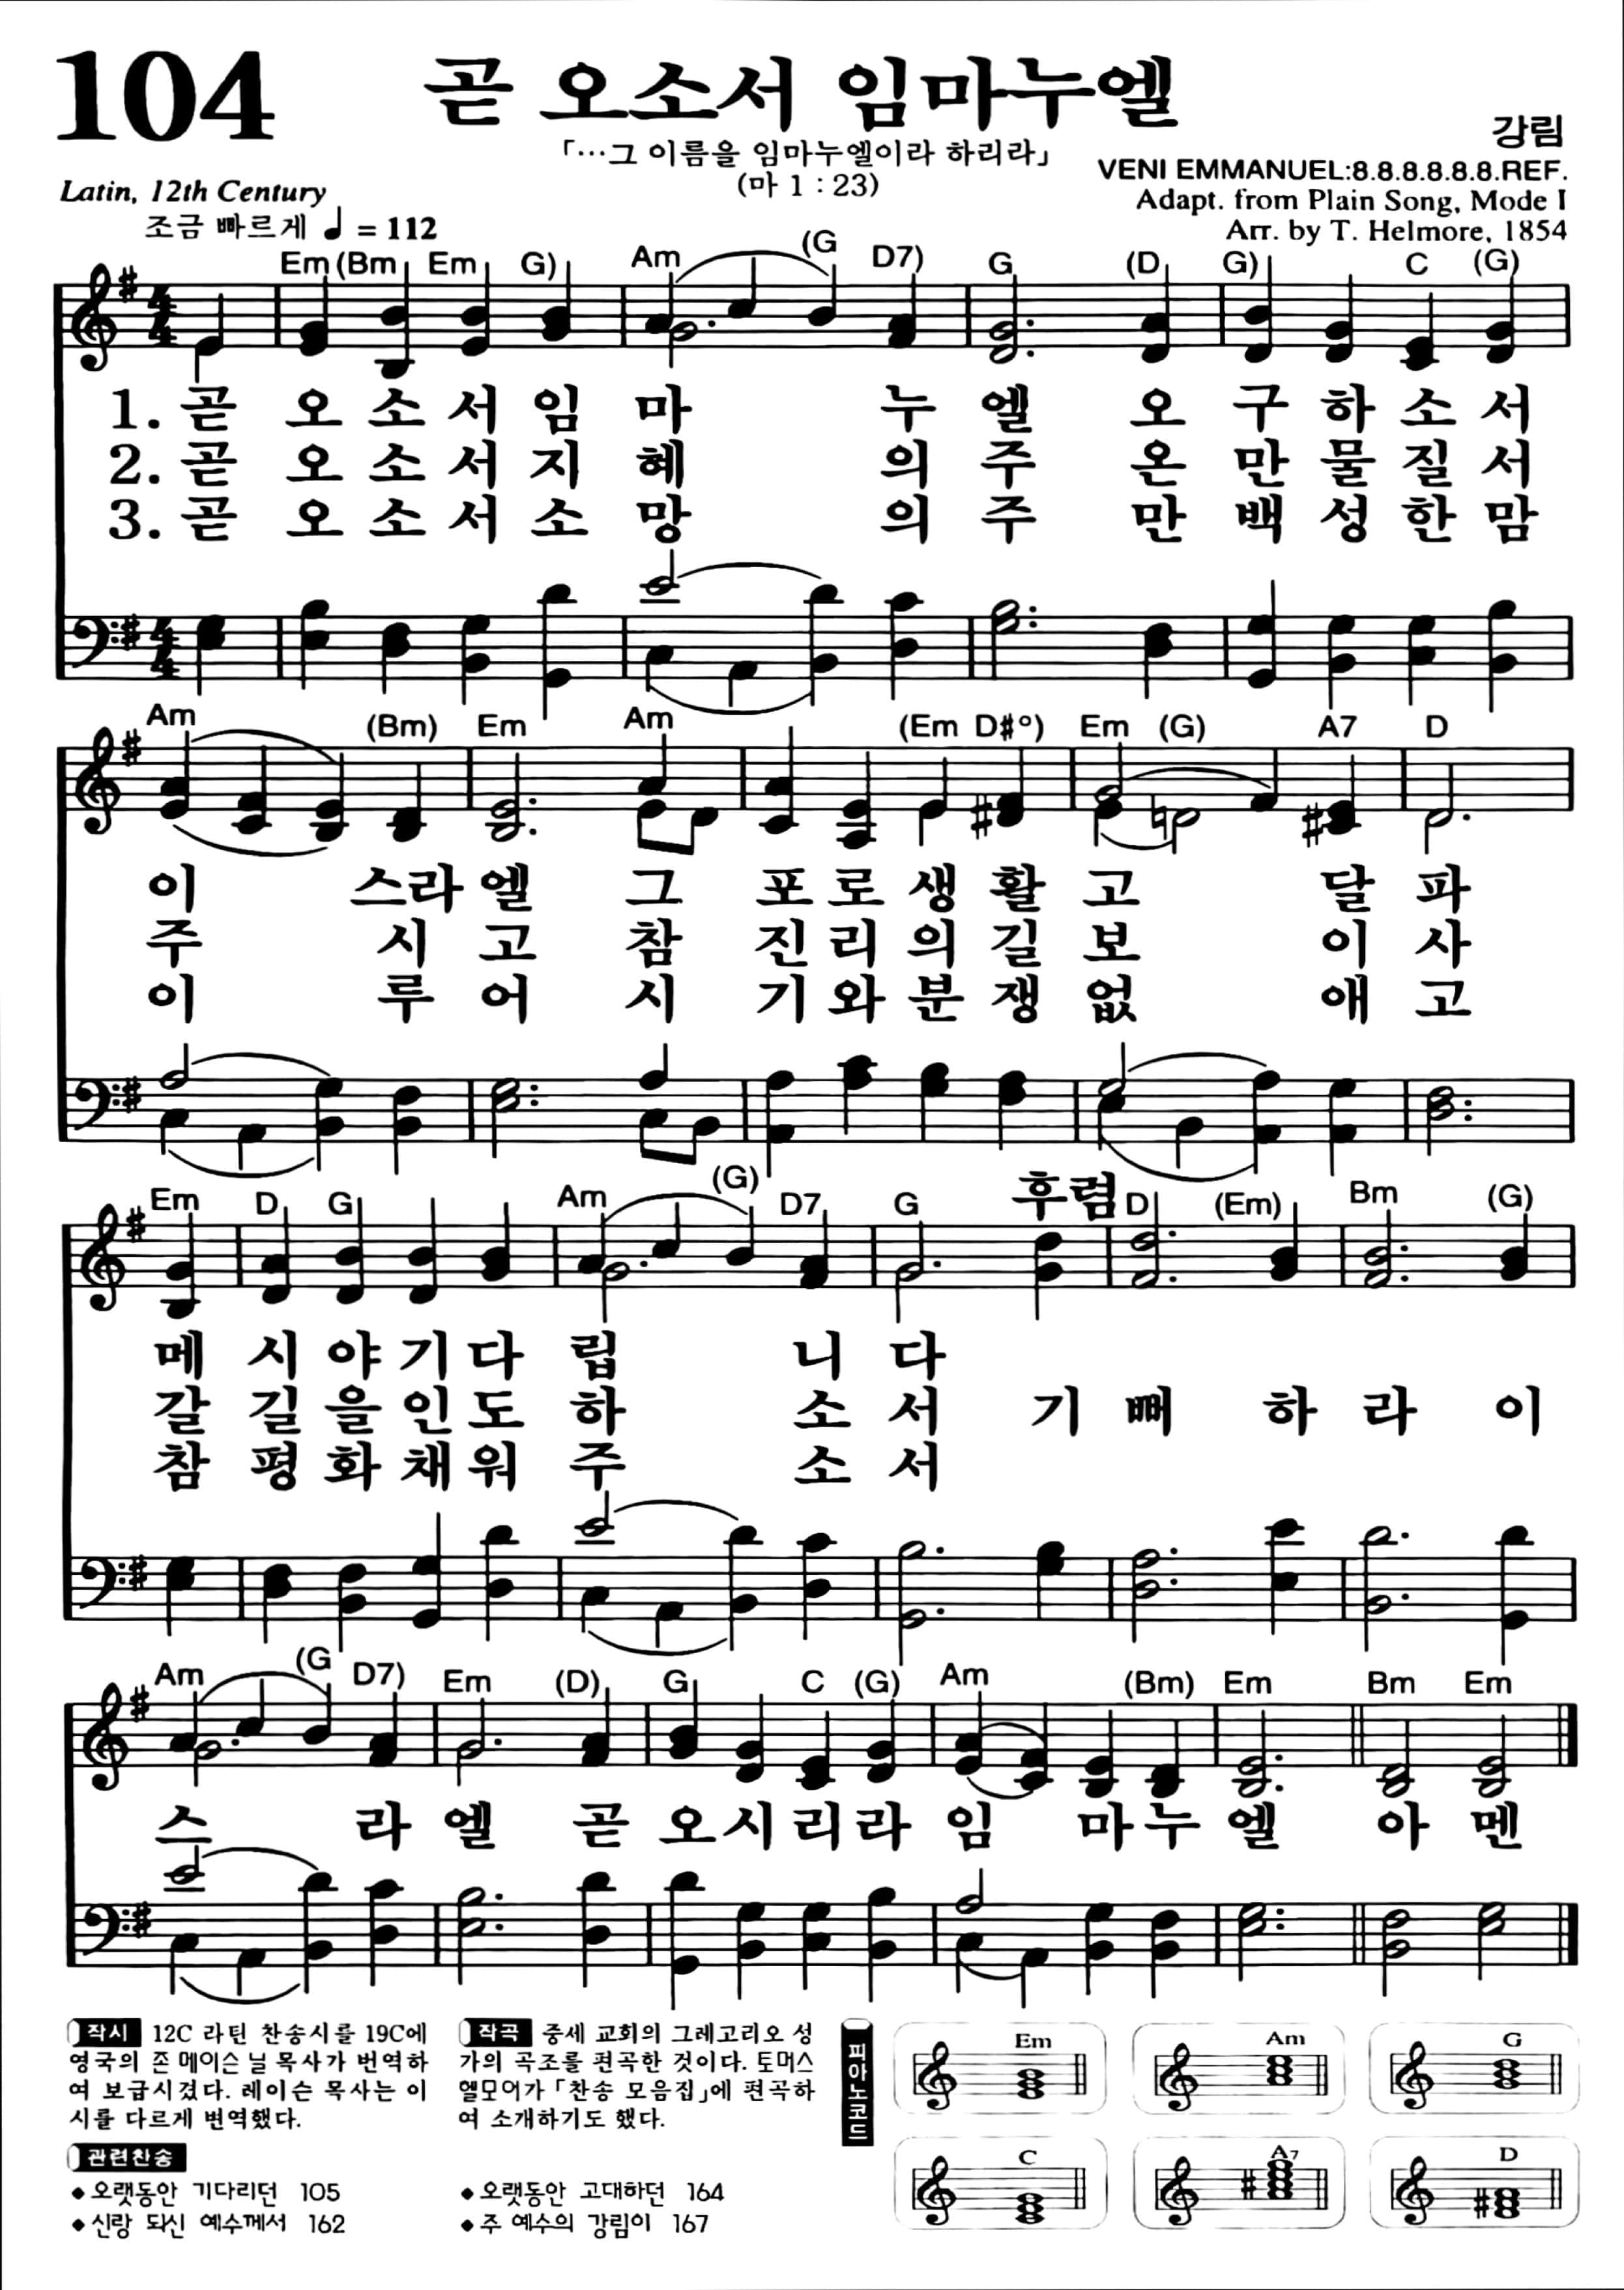 104
곧 오소서 임마누엘
강림
「…그 이름을 임마누엘이라 하리라」
(마 1 : 23)
VENI EMMANUEL:8.8.8.8.8.8.REF.
Latin, 12th Century
Adapt. from Plain Song, Mode I
조금 빠르게 ♩ = 112
Arr. by T. Helmore, 1854
Em (Bm Em G) Am (G D7) G (D G) C (G)
1. 곧 오 소 서 임 마 누 엘 오 구 하 소 서
2. 곧 오 소 서 지 혜 의 주 온 만 물 질 서
3. 곧 오 소 서 소 망 의 주 만 백 성 한 맘
Am (Bm) Em Am (Em D#°) Em (G) A7 D
이 스라 엘 그 포 로 생 활 고 달 파
주 시 고 참 진 리 의 길 보 이 사
이 루 어 시 기 와 분 쟁 없 애 고
Em D G Am (G) D7 G 후렴 D (Em) Bm (G)
메 시 야 기 다 립 니 다
갈 길 을 인 도 하 소 서 기 뻐 하 라 이
참 평 화 채 워 주 소 서
Am (G D7) Em (D) G C (G) Am (Bm) Em Bm Em
스 라 엘 곧 오 시 리 라 임 마 누 엘 아 멘
작시 12C 라틴 찬송시를 19C에
영국의 존 메이슨 닐 목사가 번역하
여 보급시켰다. 레이슨 목사는 이
시를 다르게 번역했다.
작곡 중세 교회의 그레고리오 성
가의 곡조를 편곡한 것이다. 토머스
엘모어가 「찬송 모음집」에 편곡하
여 소개하기도 했다.
피아노코드
Em Am G
C A7 D
관련찬송
◆ 오랫동안 기다리던 105
◆ 신랑 되신 예수께서 162
◆ 오랫동안 고대하던 164
◆ 주 예수의 강림이 167